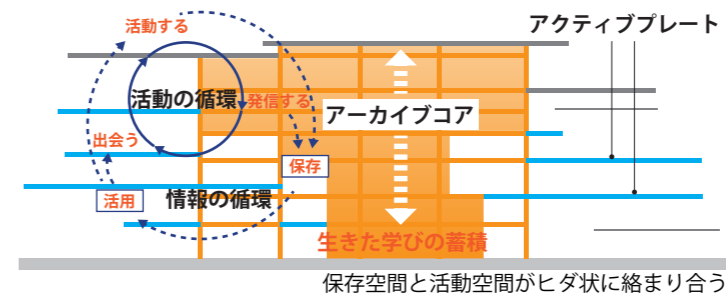 活動する
アクティブプレート
活動の循環
発信する
アーカイブコア
出会う
保存
活用
情報の循環
生きた学びの蓄積
保存空間と活動空間がヒダ状に絡まり合う